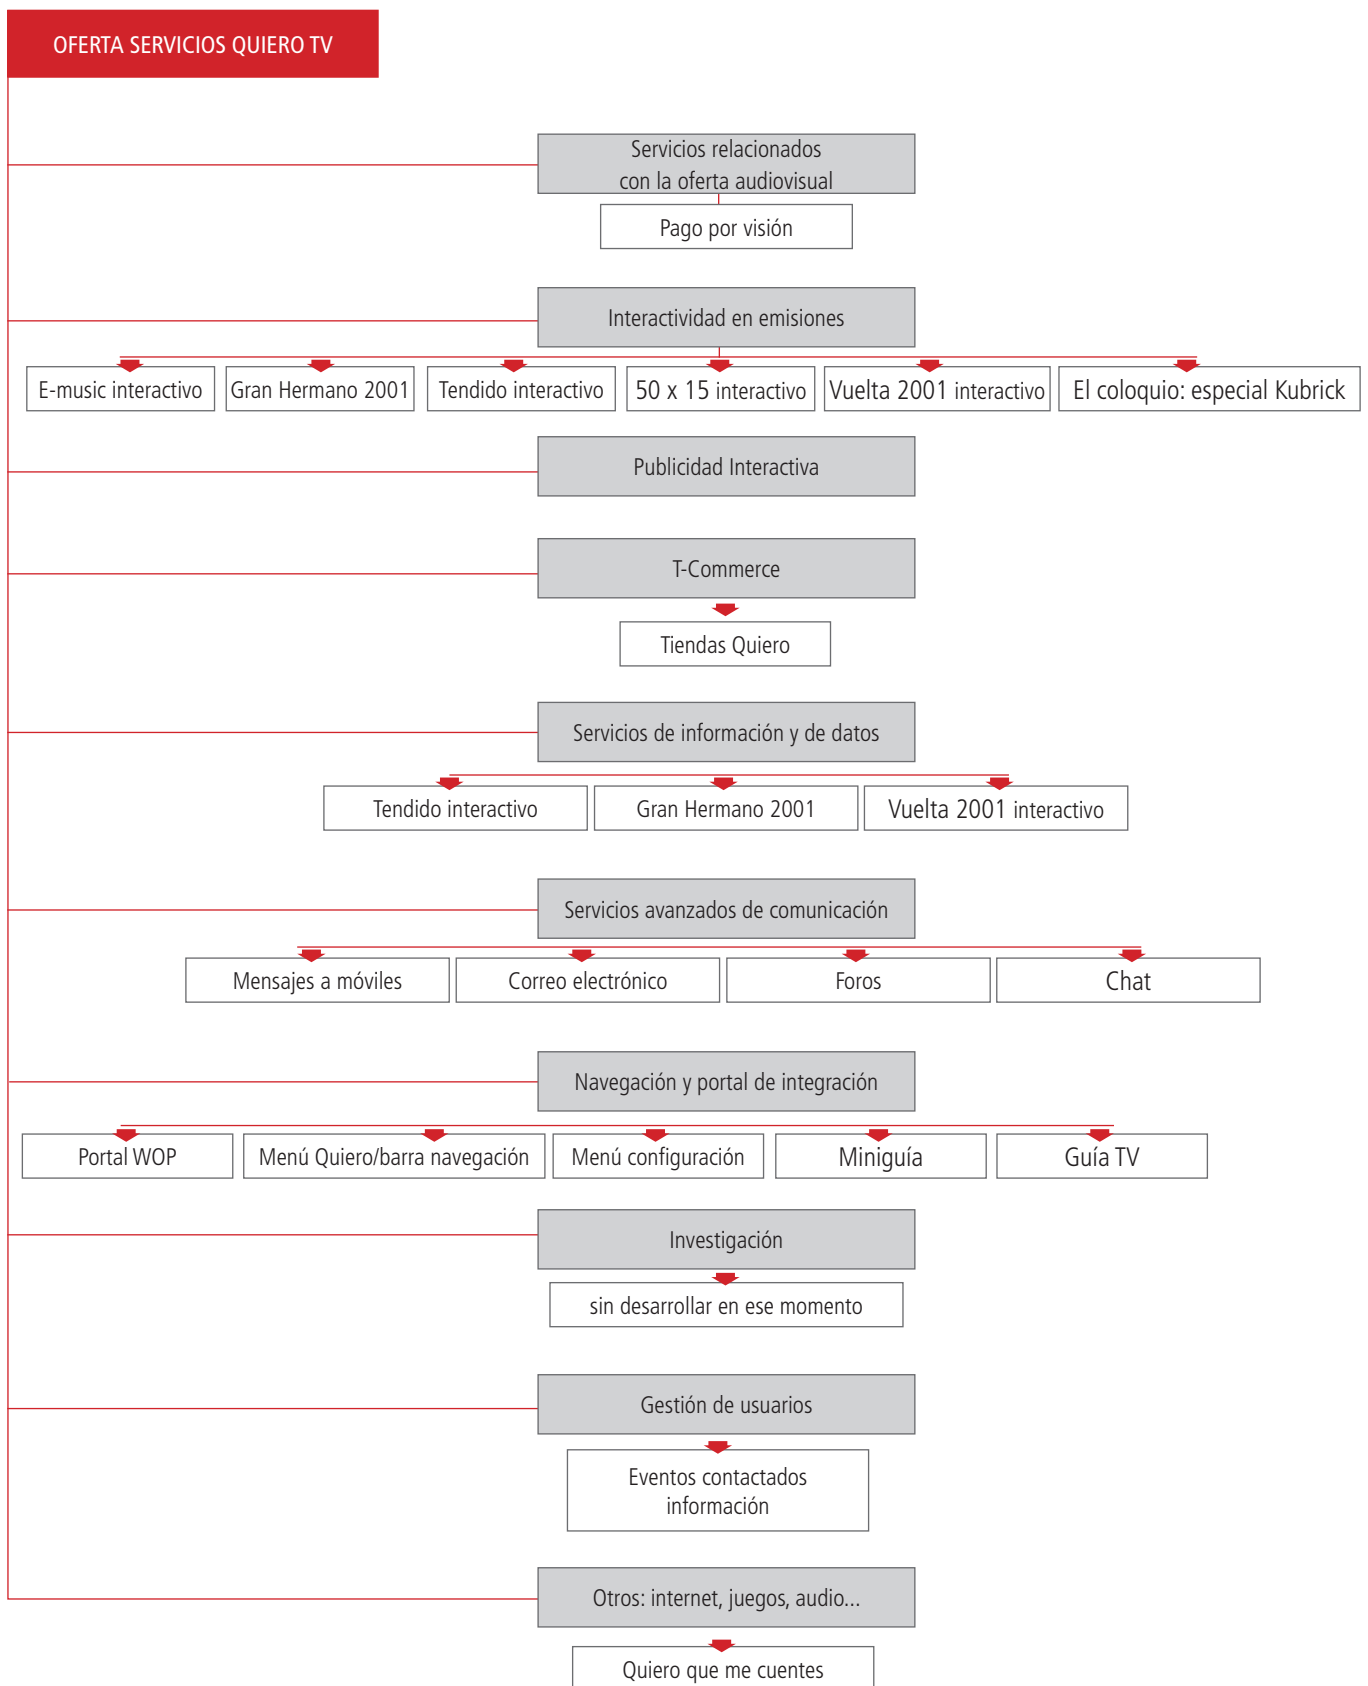 OFERTA SERVICIOS QUIERO TV
Servicios relacionados
con la oferta audiovisual
Pago por visión
Interactividad en emisiones
E-music interactivo
Gran Hermano 2001
Tendido interactivo
50 x 15 interactivo
Vuelta 2001 interactivo
El coloquio: especial Kubrick
Publicidad Interactiva
T-Commerce
Tiendas Quiero
Servicios de información y de datos
Tendido interactivo
Gran Hermano 2001
Vuelta 2001 interactivo
Servicios avanzados de comunicación
Mensajes a móviles
Correo electrónico
Foros
Chat
Navegación y portal de integración
Portal WOP
Menú Quiero/barra navegación
Menú configuración
Miniguía
Guía TV
Investigación
sin desarrollar en ese momento
Gestión de usuarios
Eventos contactados
información
Otros: internet, juegos, audio...
Quiero que me cuentes